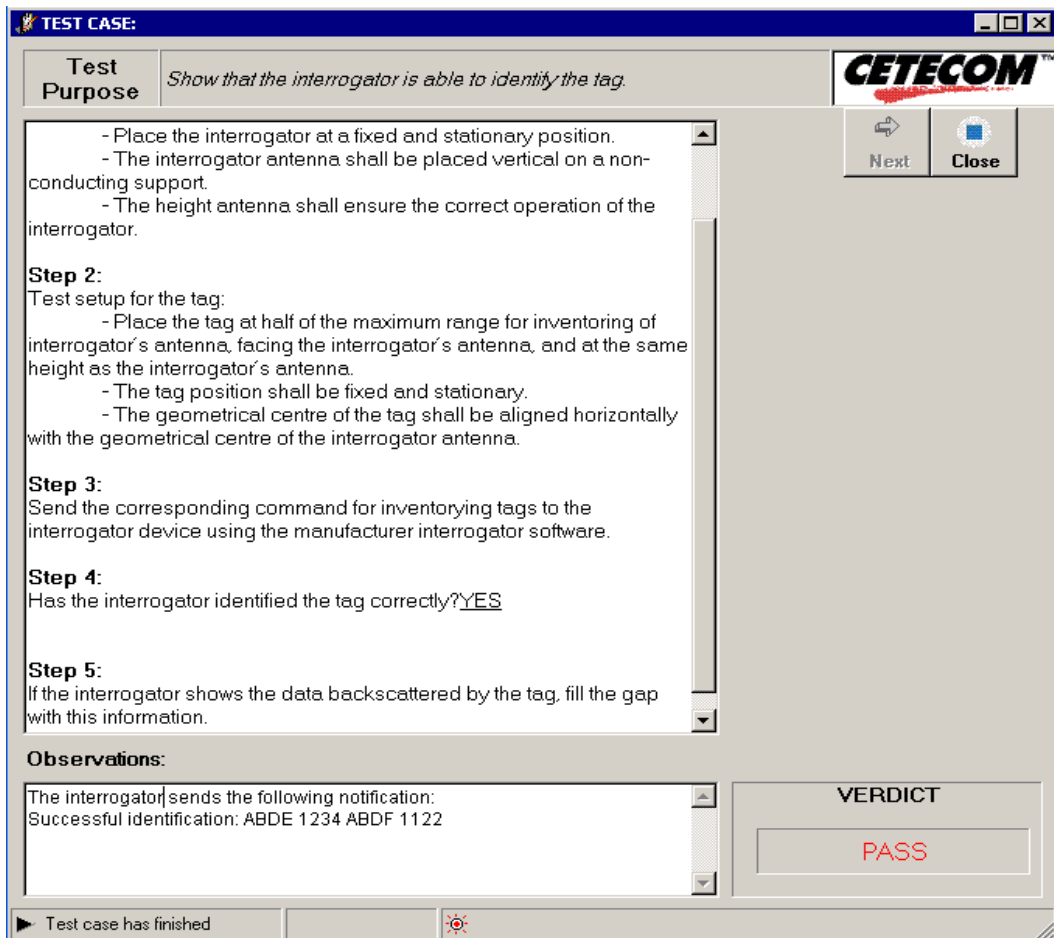 TEST CASE:
Test
Purpose
Show that the interrogator is able to identify the tag.
CETECOM™
Next
Close
- Place the interrogator at a fixed and stationary position.
- The interrogator antenna shall be placed vertical on a non-
conducting support.
- The height antenna shall ensure the correct operation of the
interrogator.
Step 2:
Test setup for the tag:
- Place the tag at half of the maximum range for inventoring of
interrogator´s antenna, facing the interrogator´s antenna, and at the same
height as the interrogator´s antenna.
- The tag position shall be fixed and stationary.
- The geometrical centre of the tag shall be aligned horizontally
with the geometrical centre of the interrogator antenna.
Step 3:
Send the corresponding command for inventorying tags to the
interrogator device using the manufacturer interrogator software.
Step 4:
Has the interrogator identified the tag correctly?YES
Step 5:
If the interrogator shows the data backscattered by the tag, fill the gap
with this information.
Observations:
The interrogator sends the following notification:
Successful identification: ABDE 1234 ABDF 1122
VERDICT
PASS
Test case has finished